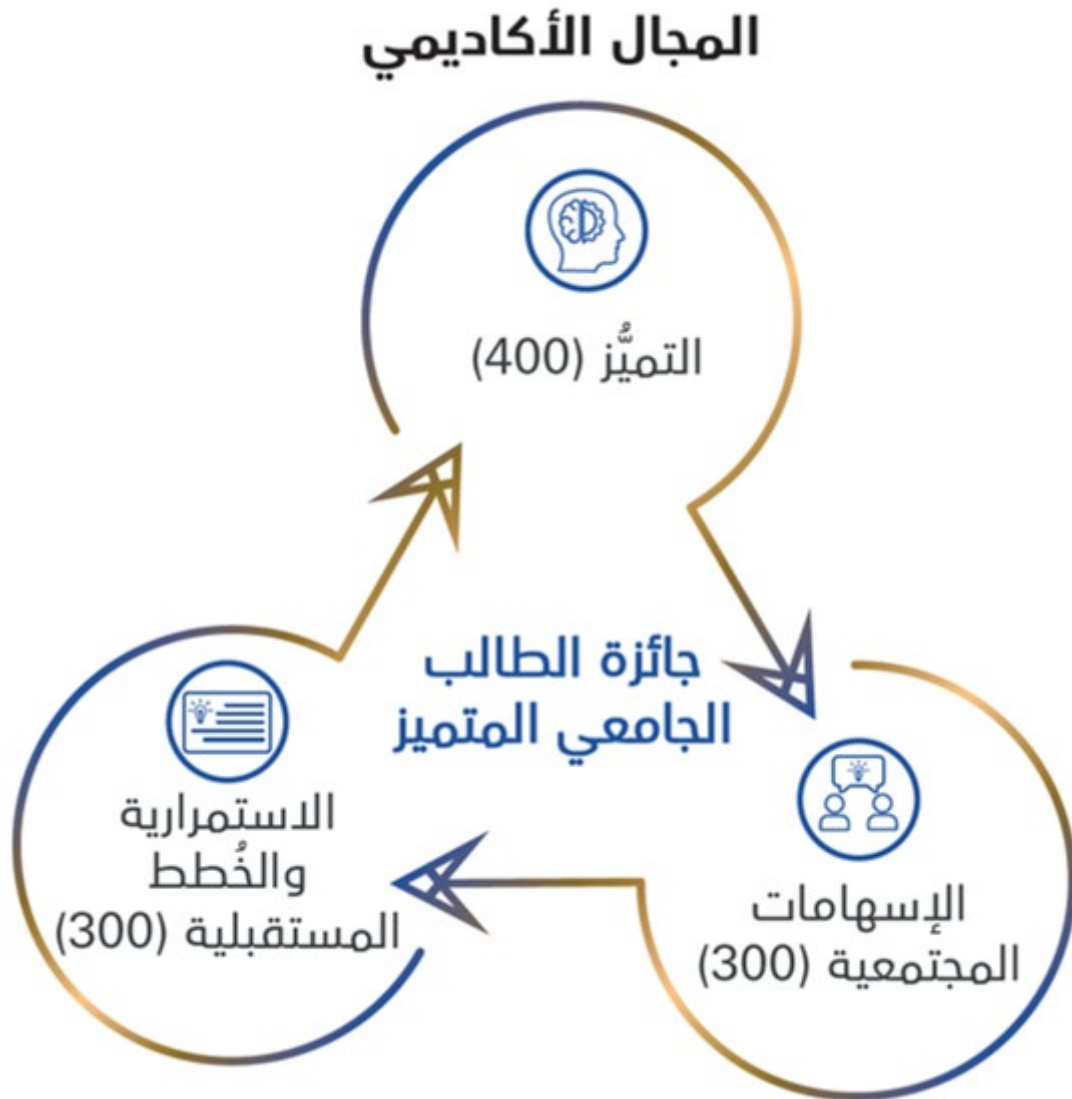 المجال الأكاديمي
التميُّز (400)
جائزة الطالب
الجامعي المتميز
الإسهامات
المجتمعية (300)
الاستمرارية
والخُطط
المستقبلية (300)